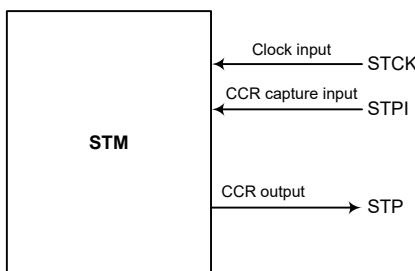 Clock input
STCK
CCR capture input
STPI
STM
CCR output
STP